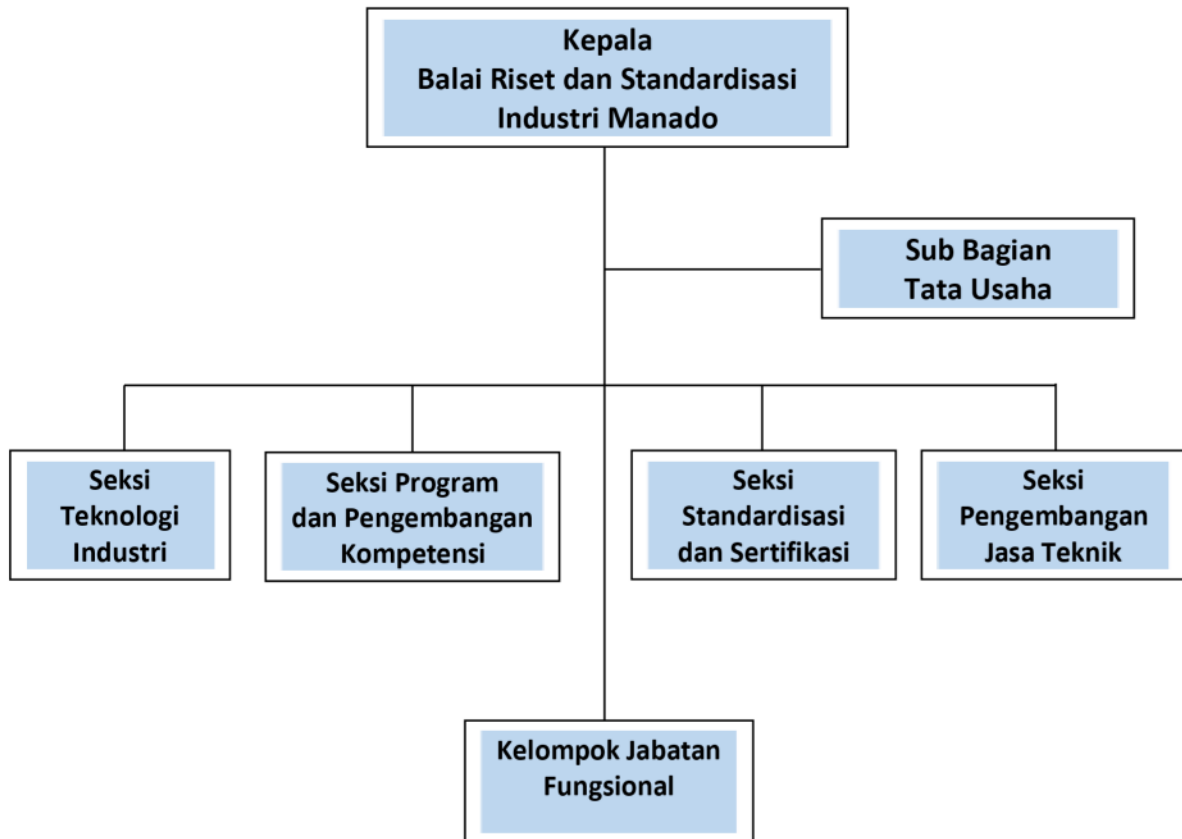 Kepala
Balai Riset dan Standardisasi
Industri Manado
Sub Bagian
Tata Usaha
Seksi
Teknologi
Industri
Seksi Program
dan Pengembangan
Kompetensi
Seksi
Standardisasi
dan Sertifikasi
Seksi
Pengembangan
Jasa Teknik
Kelompok Jabatan
Fungsional